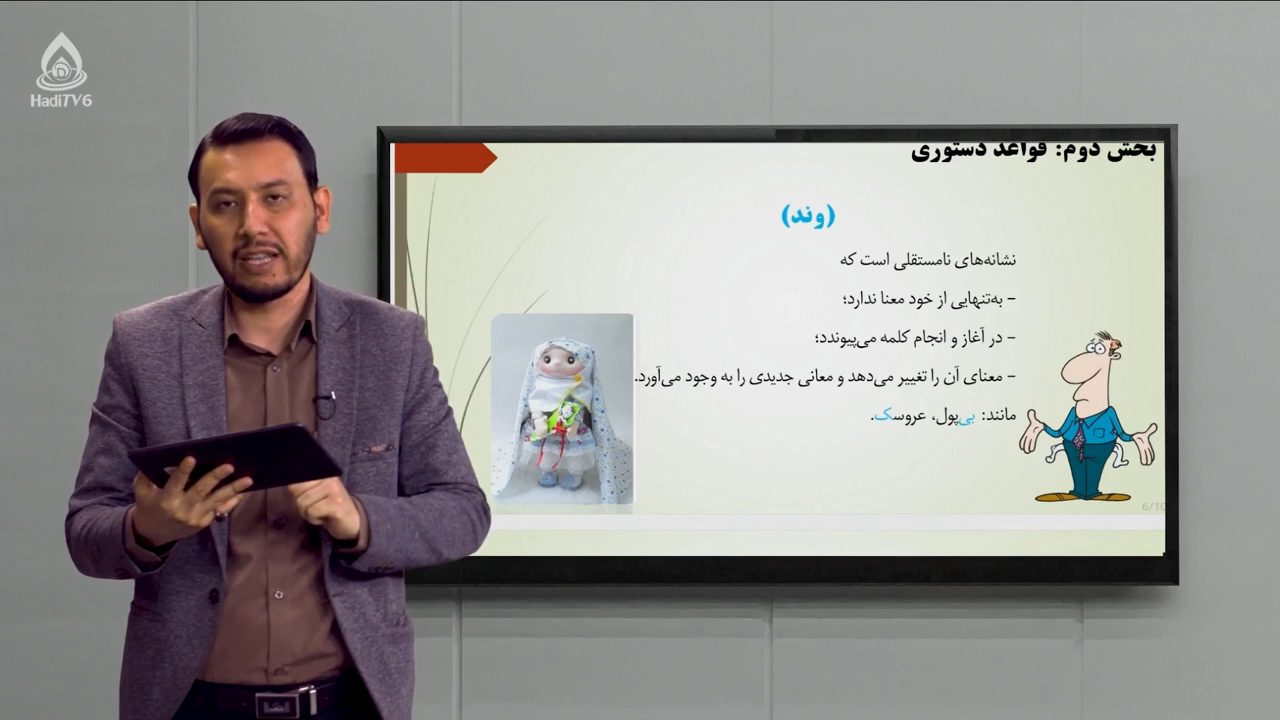 HadiTV6
بخش دوم: قواعد دستوری
(وند)
نشانه‌های نامستقلی است که
- به‌تنهایی از خود معنا ندارد؛
- در آغاز و انجام کلمه می‌پیوندد؛
- معنای آن را تغییر می‌دهد و معانی جدیدی را به وجود می‌آورد.
مانند: بی‌پول، عروسک.
6/10